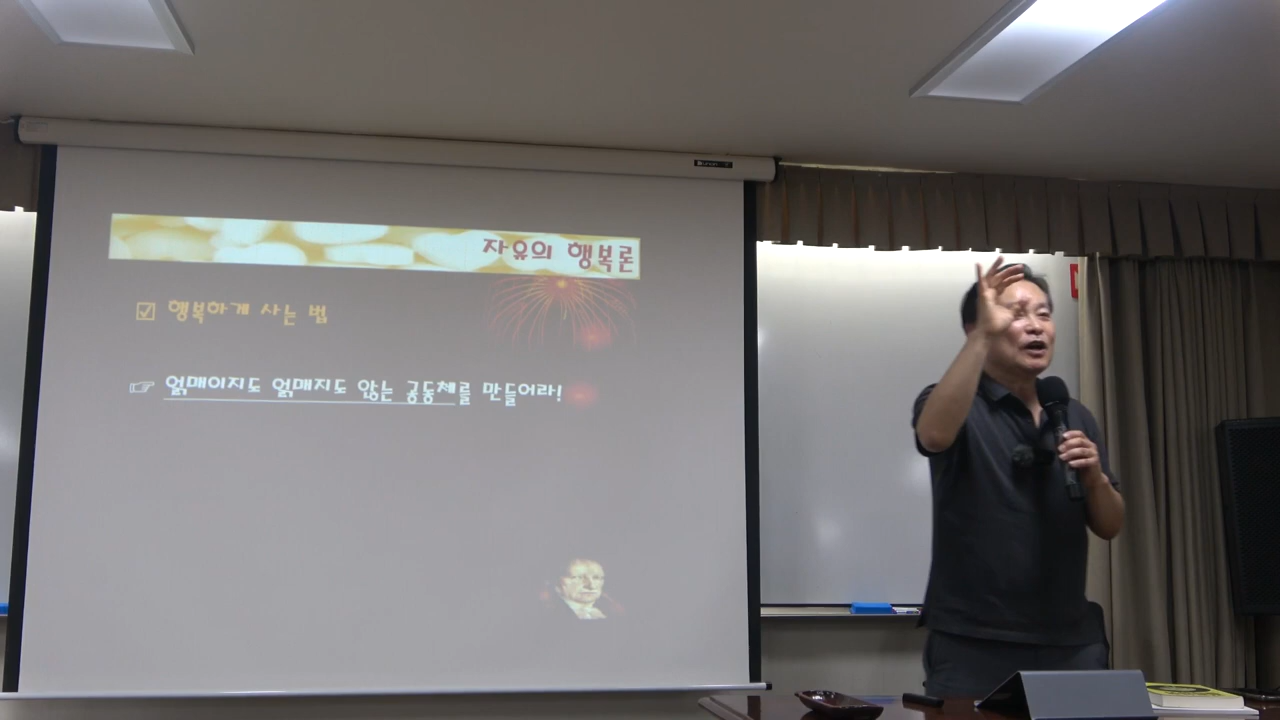 자유의 행복론
☑ 행복하게 사는 법
☞ 얽매이지도 얽매지도 않는 공동체를 만들어라!